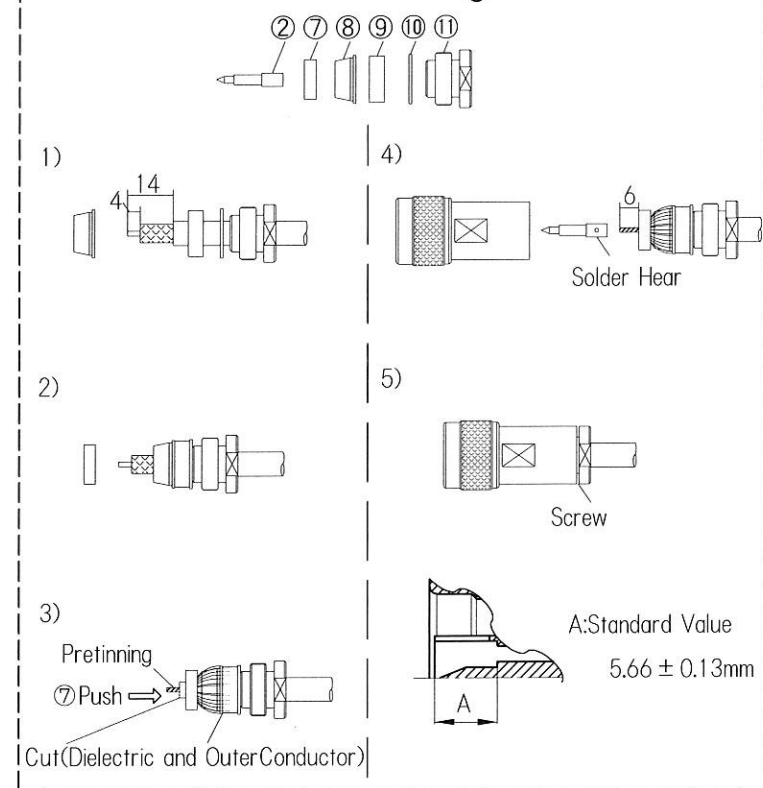 ② ⑦ ⑧ ⑨ ⑩ ⑪
1)
14
4
4)
6
Solder Hear
2)
5)
Screw
3)
Pretinning
⑦ Push
Cut(Dielectric and OuterConductor)
A:Standard Value
5.66 ± 0.13mm
A